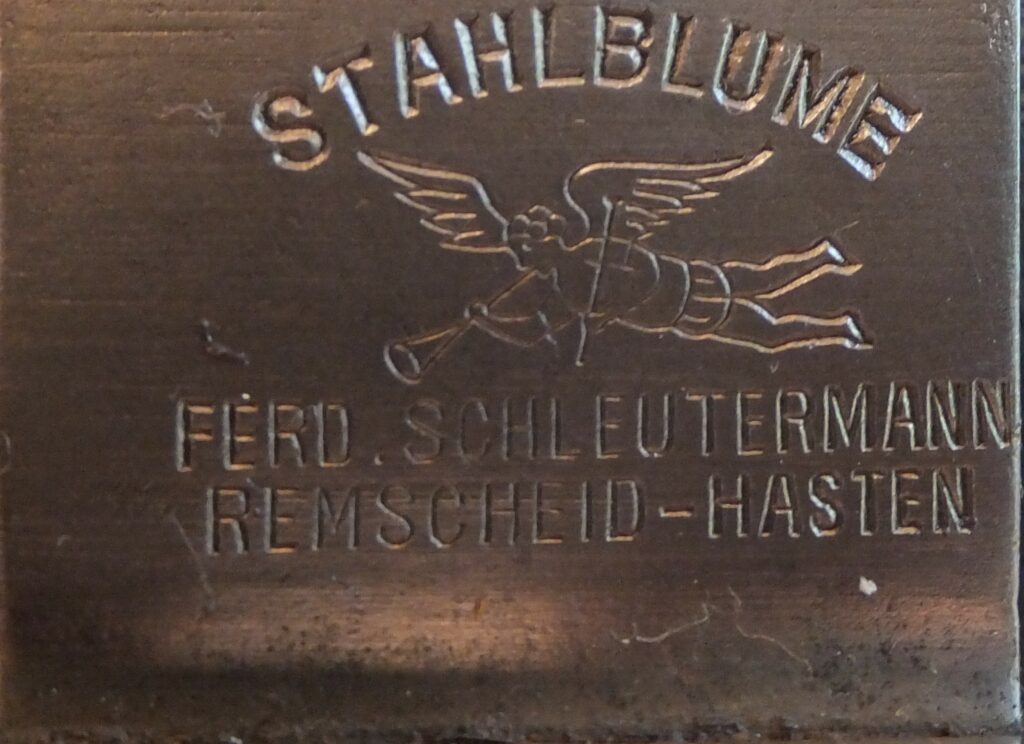 STAHLBLUME
FERD. SCHLEUTERMANN
REMSCHEID-HASTEN